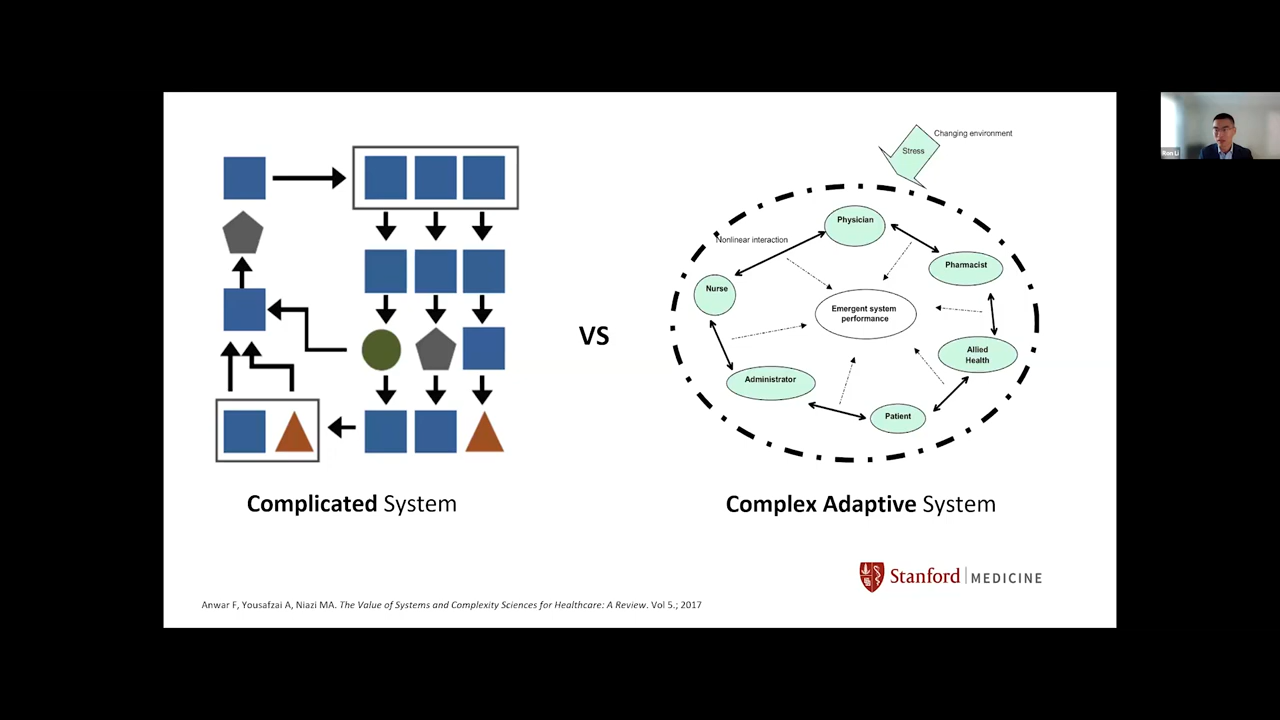 Changing environment
Stress
Physician
Nonlinear interaction
Pharmacist
Nurse
Emergent system
performance
VS
Allied
Health
Administrator
Patient
Complicated System
Complex Adaptive System
Stanford MEDICINE
Anwar F, Yousafzai A, Niazi MA. The Value of Systems and Complexity Sciences for Healthcare: A Review. Vol 5.; 2017
Ron Li